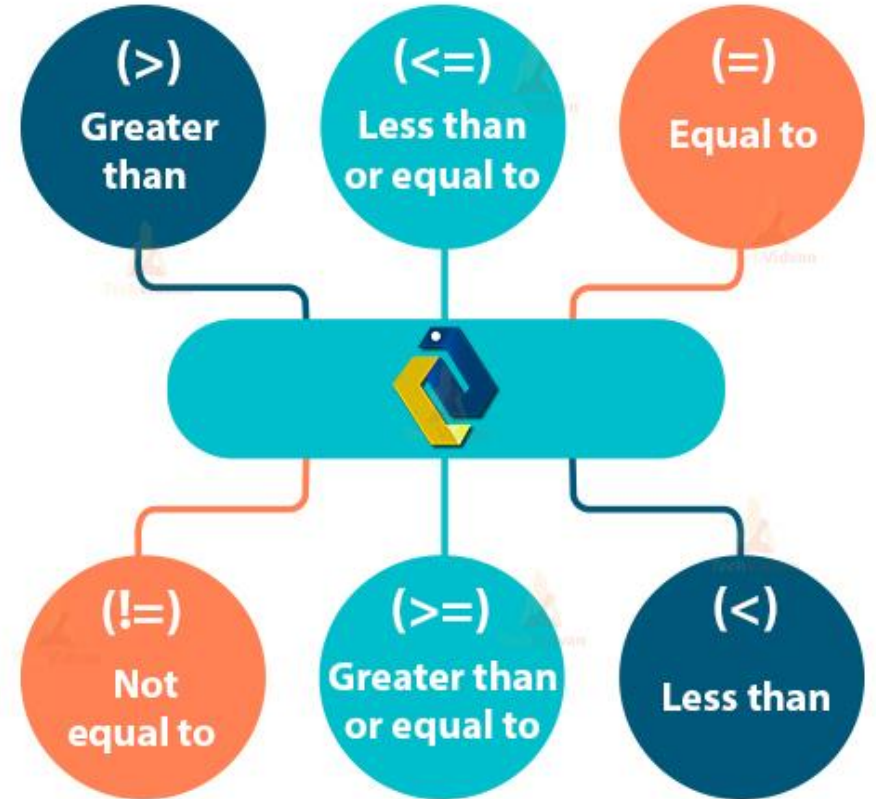 (>)
Greater
than
(<=)
Less than
or equal to
(=)
Equal to
(!=)
Not
equal to
(>=)
Greater than
or equal to
(<)
Less than